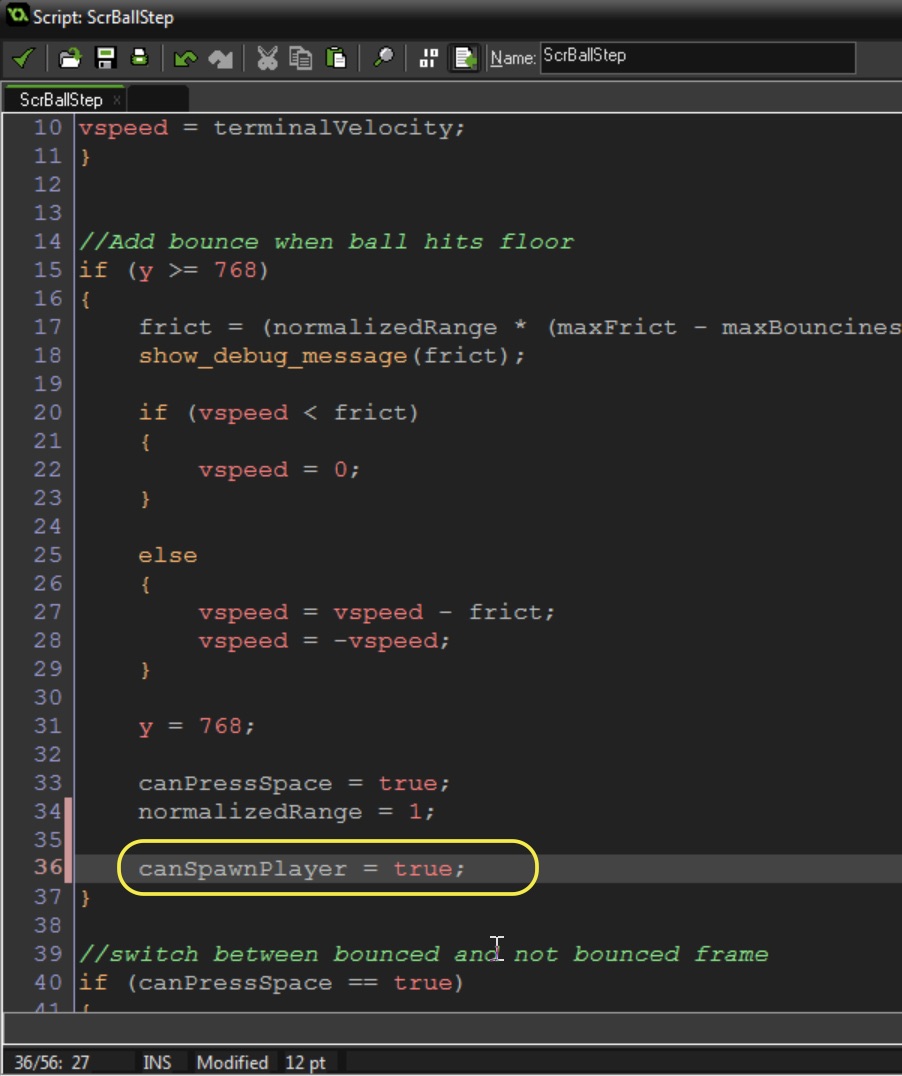 Script: ScrBallStep
Name: ScrBallStep
ScrBallStep x
10 vspeed = terminalVelocity;
11 }
12
13
14 //Add bounce when ball hits floor
15 if (y >= 768)
16 {
17 frict = (normalizedRange * (maxFrict - maxBouncines
18 show_debug_message(frict);
19
20 if (vspeed < frict)
21 {
22 vspeed = 0;
23 }
24
25 else
26 {
27 vspeed = vspeed - frict;
28 vspeed = -vspeed;
29 }
30
31 y = 768;
32
33 canPressSpace = true;
34 normalizedRange = 1;
35
36 canSpawnPlayer = true;
37 }
38
39 //switch between bounced and not bounced frame
40 if (canPressSpace == true)
41 {
36/56: 27 INS Modified 12 pt